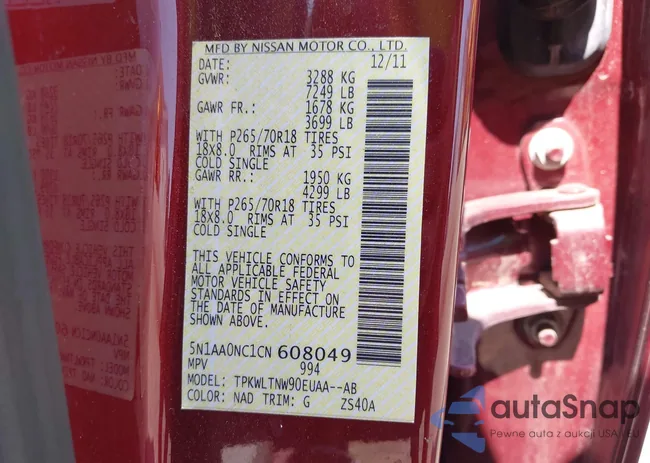 MFD BY NISSAN MOTOR CO., LTD.
DATE: 12/11
GVWR: 3288 KG
7249 LB
GAWR FR.: 1678 KG
3699 LB
WITH P265/70R18 TIRES
18x8.0 RIMS AT 35 PSI
COLD SINGLE
GAWR RR.: 1950 KG
4299 LB
WITH P265/70R18 TIRES
18x8.0 RIMS AT 35 PSI
COLD SINGLE
THIS VEHICLE CONFORMS TO
ALL APPLICABLE FEDERAL
MOTOR VEHICLE SAFETY
STANDARDS IN EFFECT ON
THE DATE OF MANUFACTURE
SHOWN ABOVE.
5N1AA0NC1CN 608049
MPV 994
MODEL: TPKWLTNW90EUAA--AB
COLOR: NAD TRIM: G ZS40A
autaSnap
Pewne auta z aukcji USA i EU